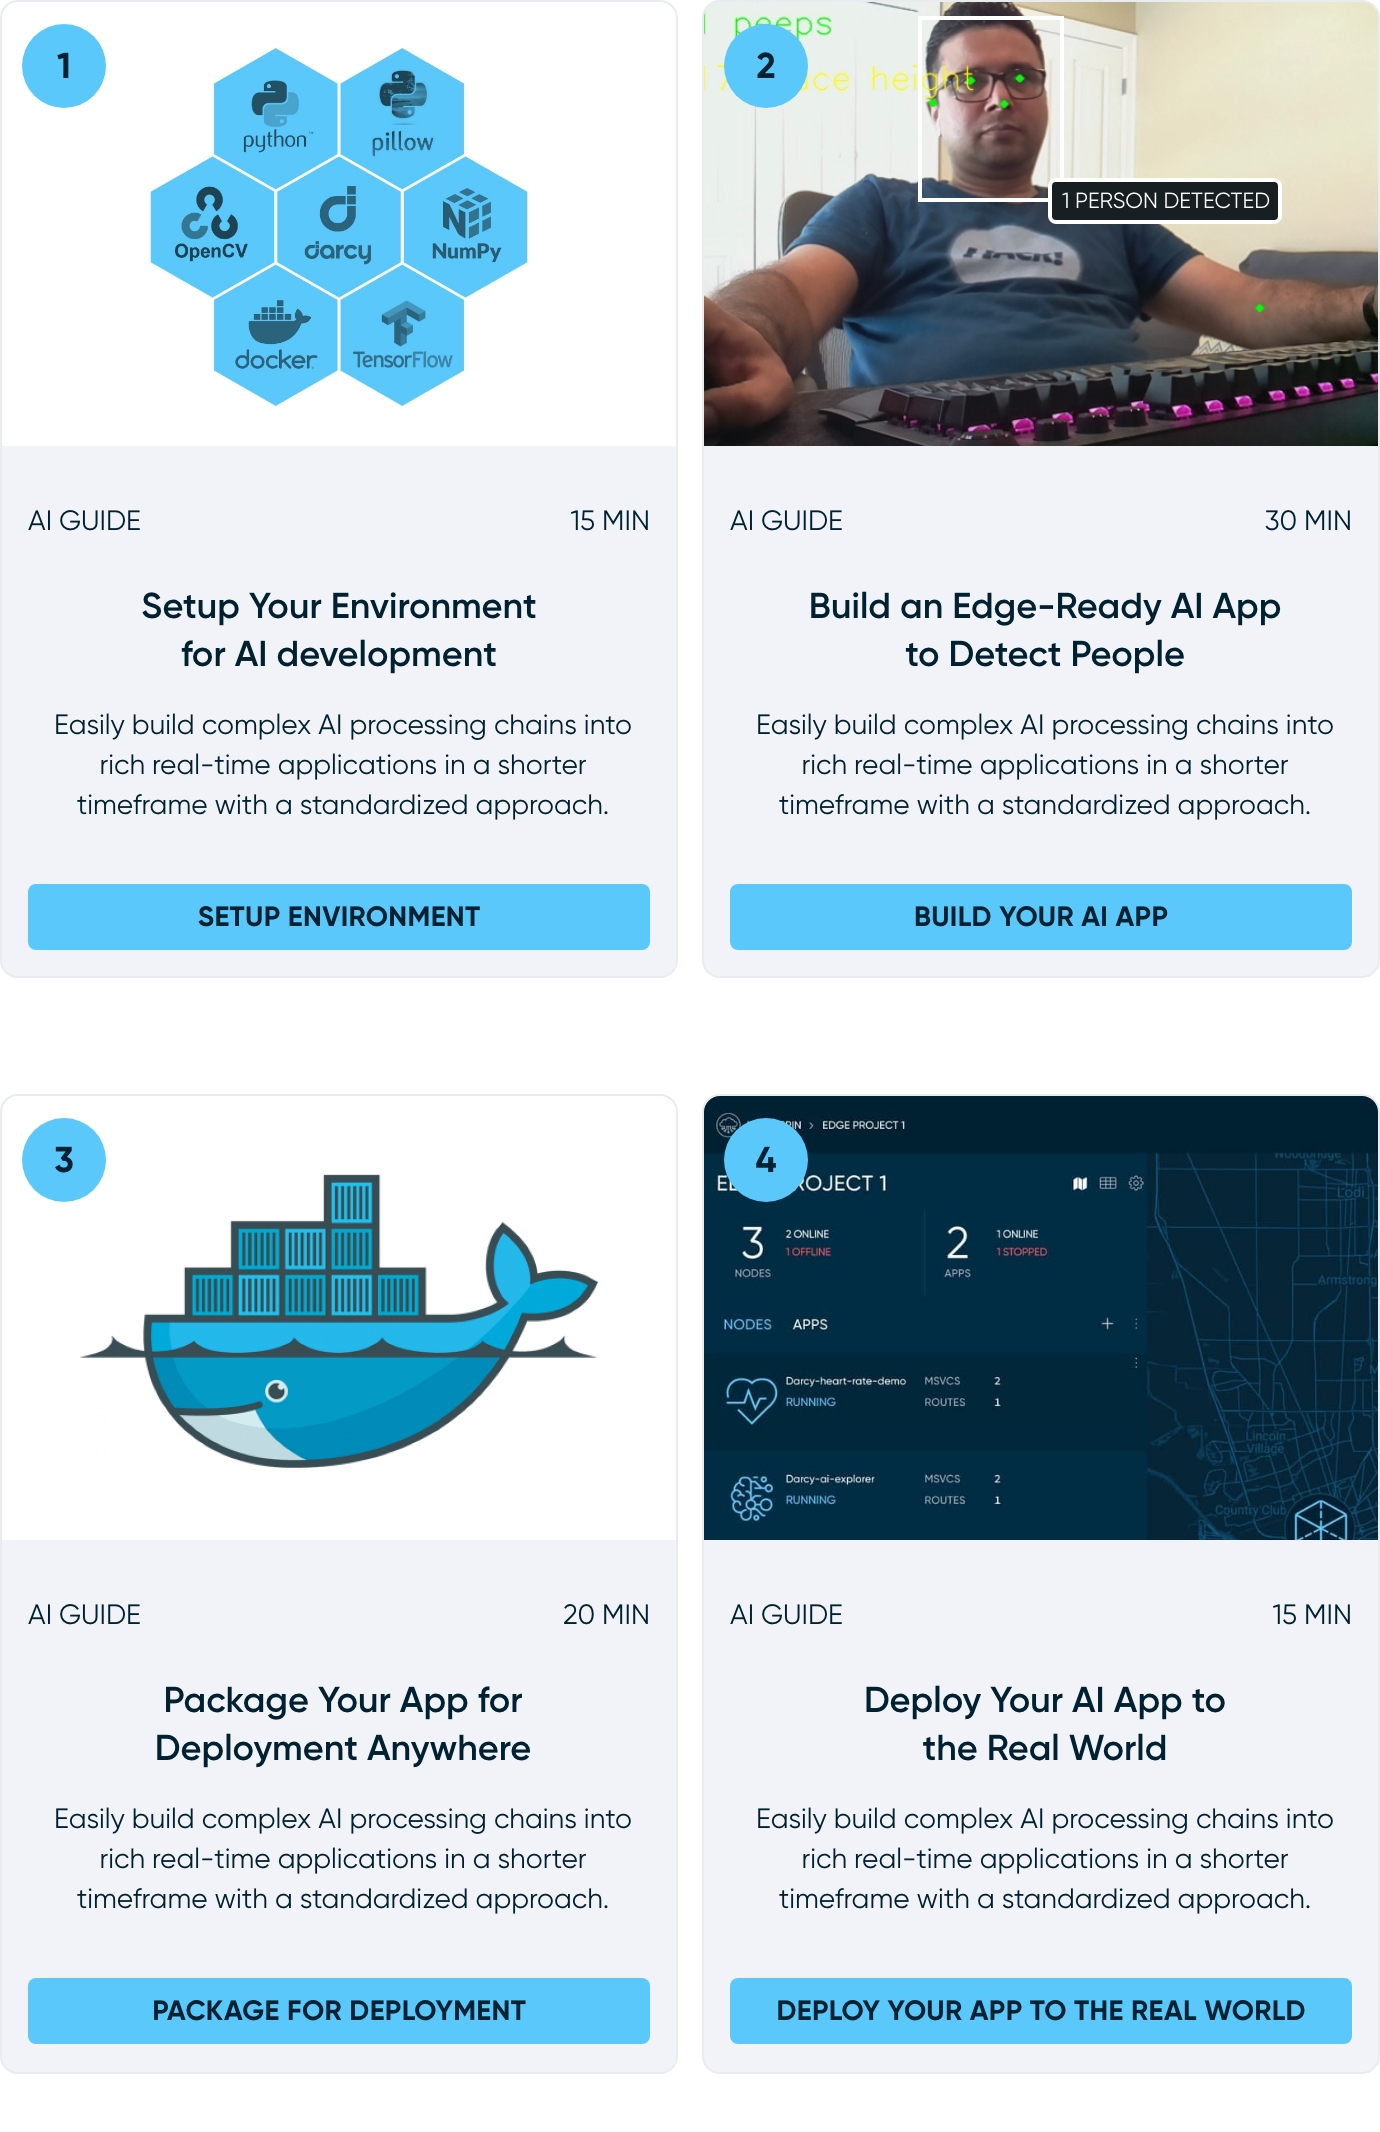 1
python
pillow
OpenCV
darcy
NumPy
docker
TensorFlow
AI GUIDE
15 MIN
Setup Your Environment
for AI development
Easily build complex AI processing chains into
rich real-time applications in a shorter
timeframe with a standardized approach.
SETUP ENVIRONMENT
2
peeps
height
1 PERSON DETECTED
AI GUIDE
30 MIN
Build an Edge-Ready AI App
to Detect People
Easily build complex AI processing chains into
rich real-time applications in a shorter
timeframe with a standardized approach.
BUILD YOUR AI APP
3
AI GUIDE
20 MIN
Package Your App for
Deployment Anywhere
Easily build complex AI processing chains into
rich real-time applications in a shorter
timeframe with a standardized approach.
PACKAGE FOR DEPLOYMENT
4
> EDGE PROJECT 1
1
3
NODES
2 ONLINE
1 OFFLINE
2
APPS
1 ONLINE
1 STOPPED
NODES APPS
Darcy-heart-rate-demo MSVCS 2
RUNNING ROUTES 1
Darcy-ai-explorer MSVCS 2
RUNNING ROUTES 1
Woodbridge
Lodi
Armstrong
Lincoln
Village
Country Club
AI GUIDE
15 MIN
Deploy Your AI App to
the Real World
Easily build complex AI processing chains into
rich real-time applications in a shorter
timeframe with a standardized approach.
DEPLOY YOUR APP TO THE REAL WORLD